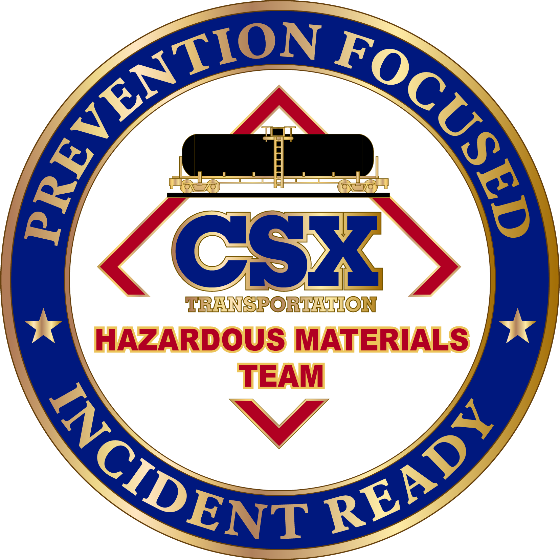 PREVENTION FOCUSED
CSX
TRANSPORTATION
HAZARDOUS MATERIALS
TEAM
INCIDENT READY